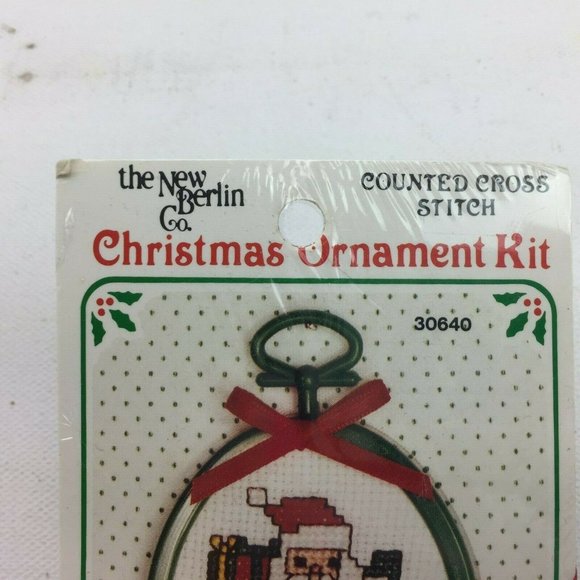 the New
Berlin
Co.
COUNTED CROSS
STITCH
Christmas Ornament Kit
30640